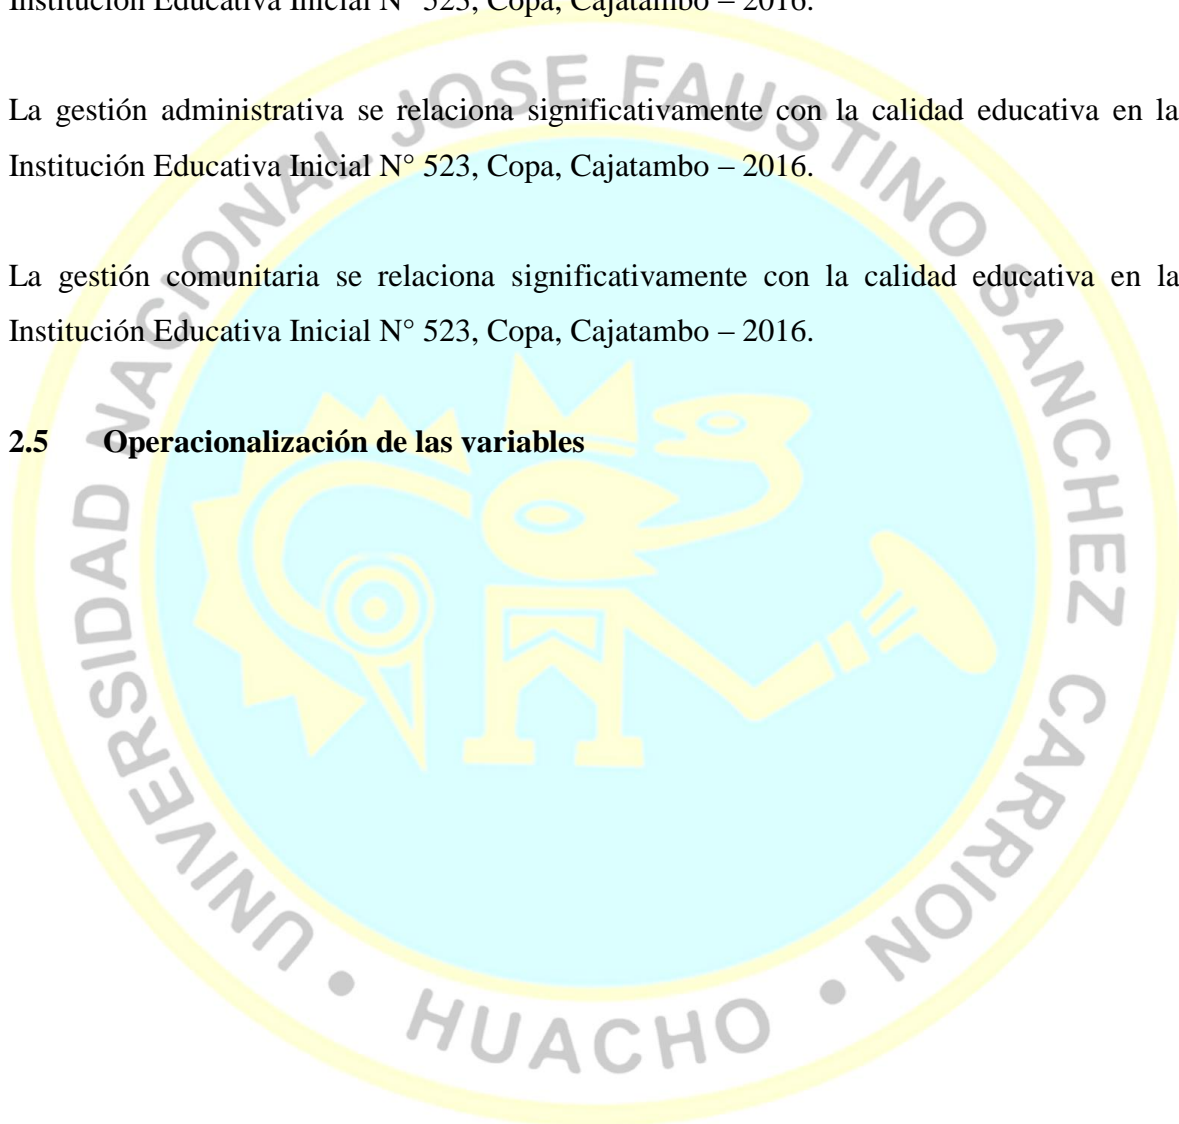 Institución Educativa Inicial N° 523, Copa, Cajatambo – 2016.
La gestión administrativa se relaciona significativamente con la calidad educativa en la
Institución Educativa Inicial N° 523, Copa, Cajatambo – 2016.
La gestión comunitaria se relaciona significativamente con la calidad educativa en la
Institución Educativa Inicial N° 523, Copa, Cajatambo – 2016.
2.5 Operacionalización de las variables
UNIVERSIDAD NACIONAL JOSE FAUSTINO SANCHEZ CARRION
• HUACHO •